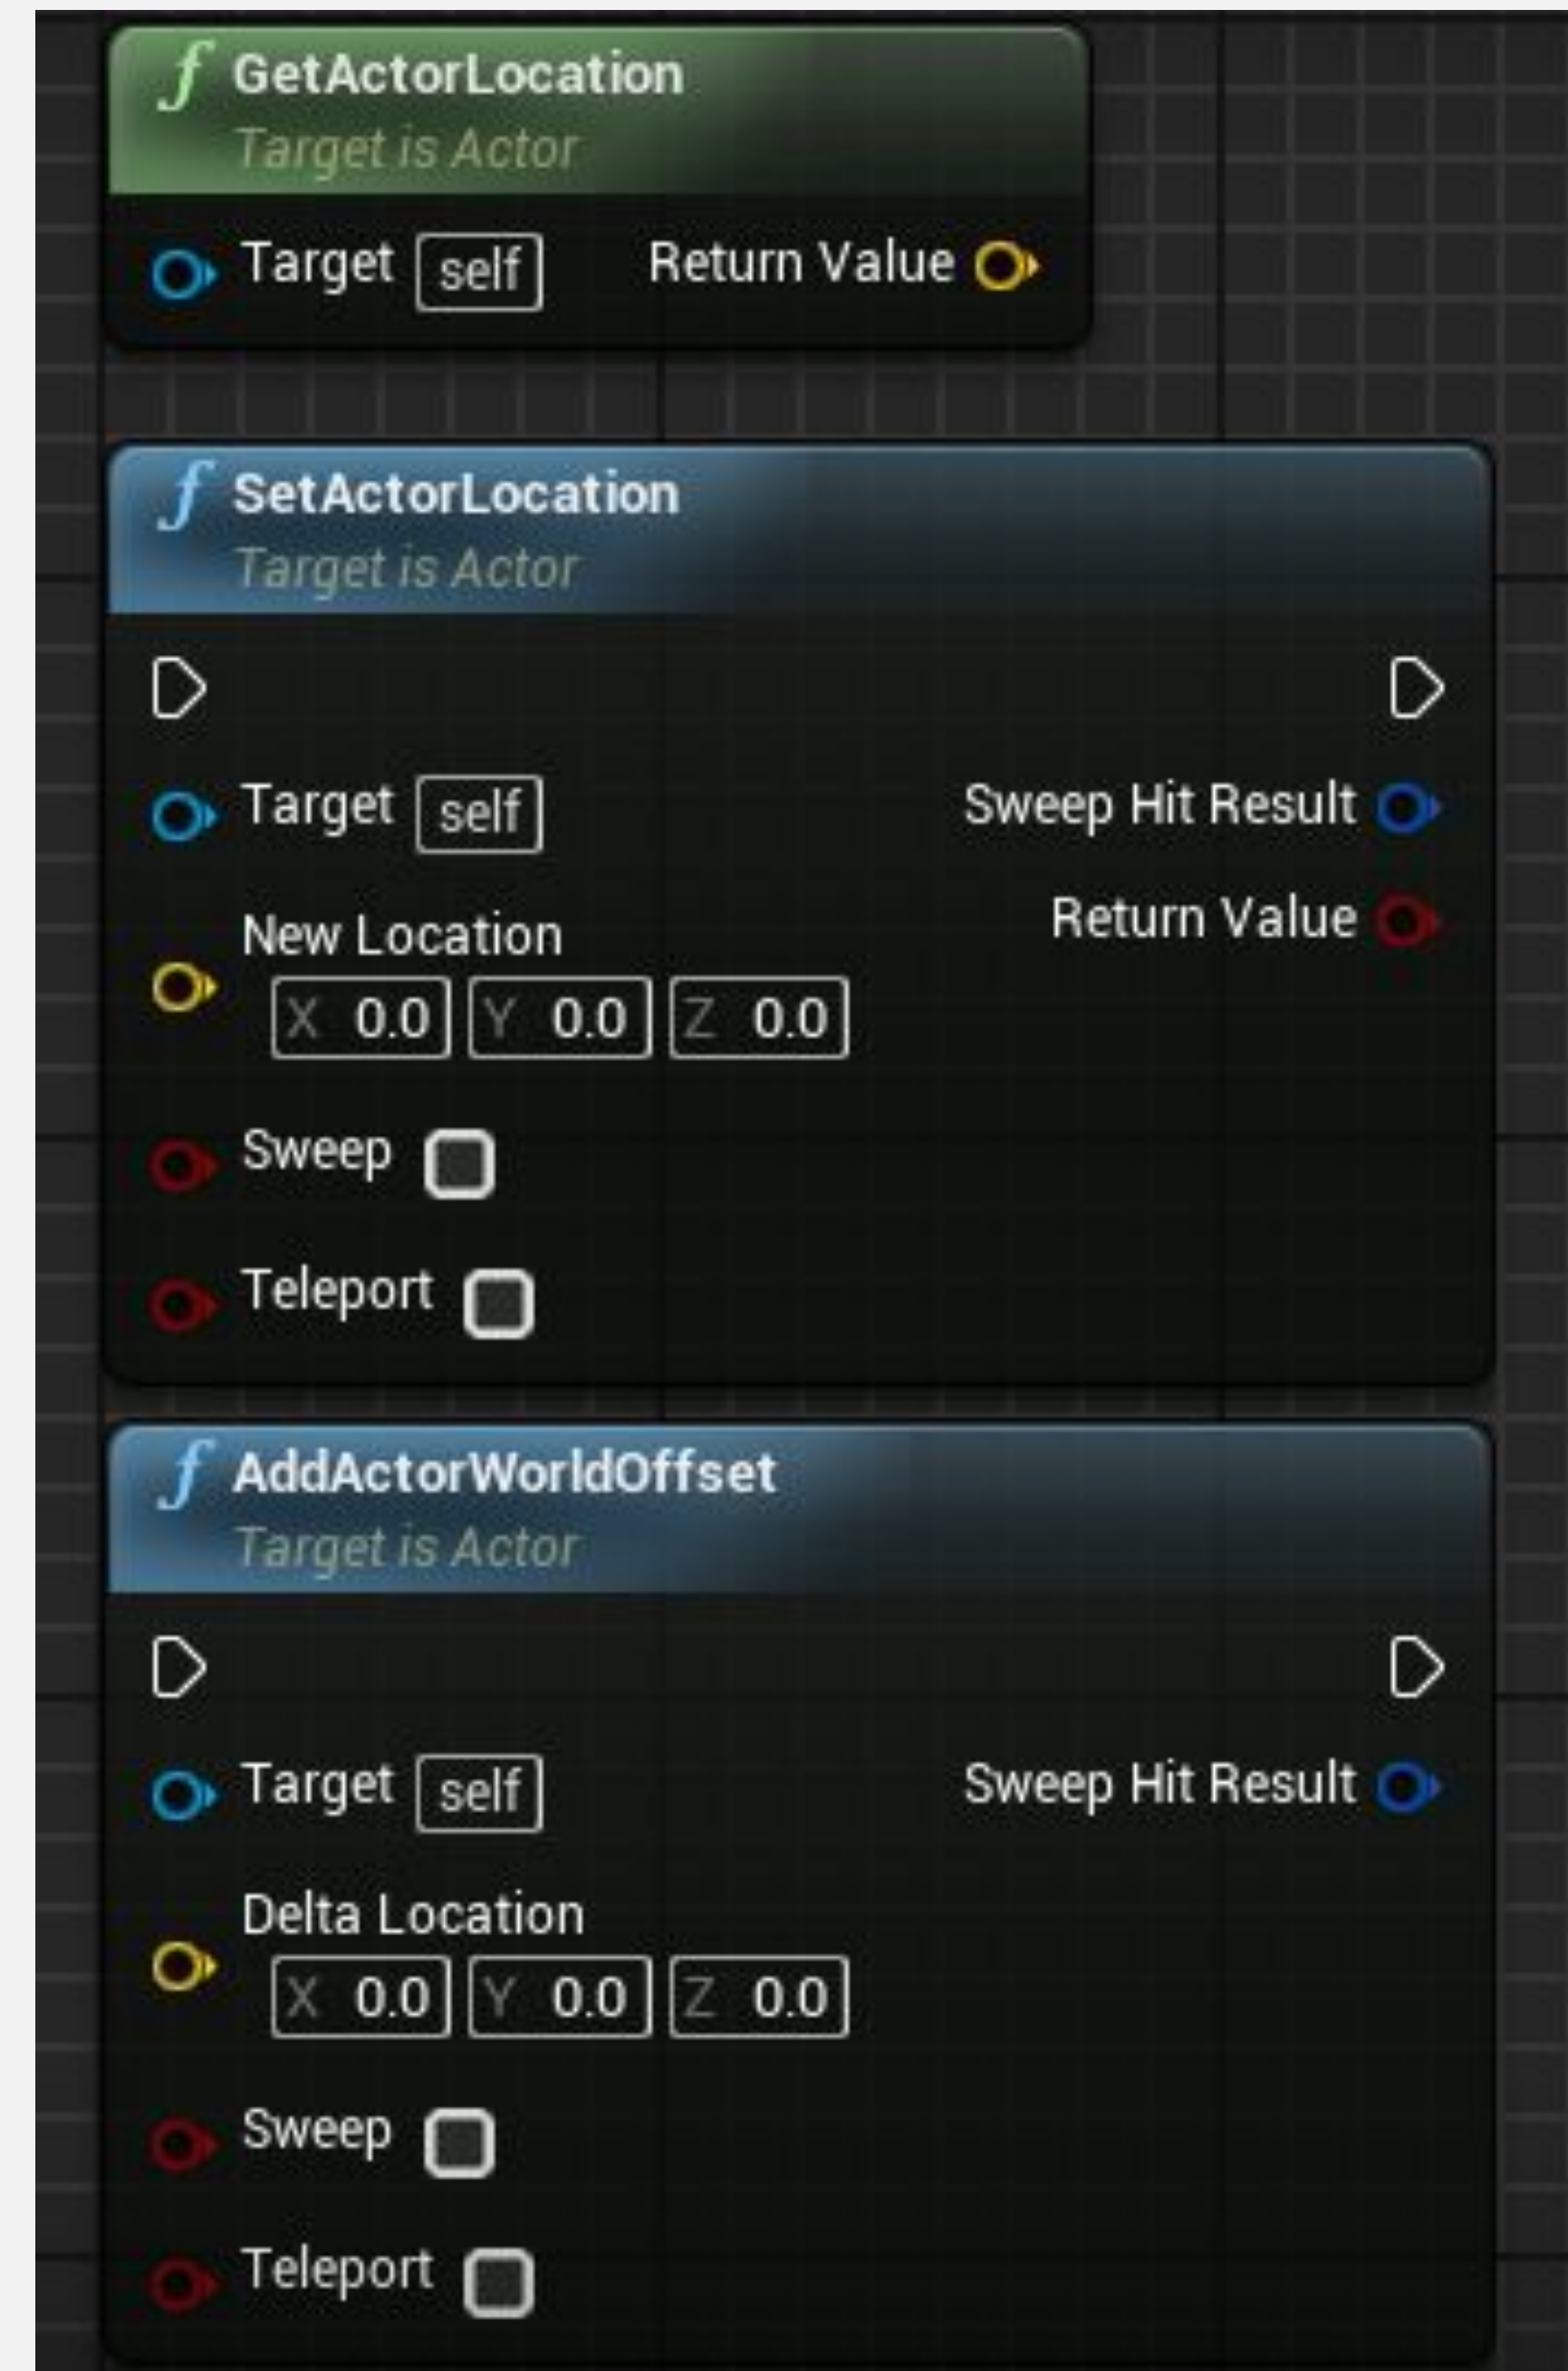 f GetActorLocation
Target is Actor
Target self Return Value
f SetActorLocation
Target is Actor
Target self Sweep Hit Result
Return Value
New Location
X 0.0 Y 0.0 Z 0.0
Sweep
Teleport
f AddActorWorldOffset
Target is Actor
Target self Sweep Hit Result
Delta Location
X 0.0 Y 0.0 Z 0.0
Sweep
Teleport